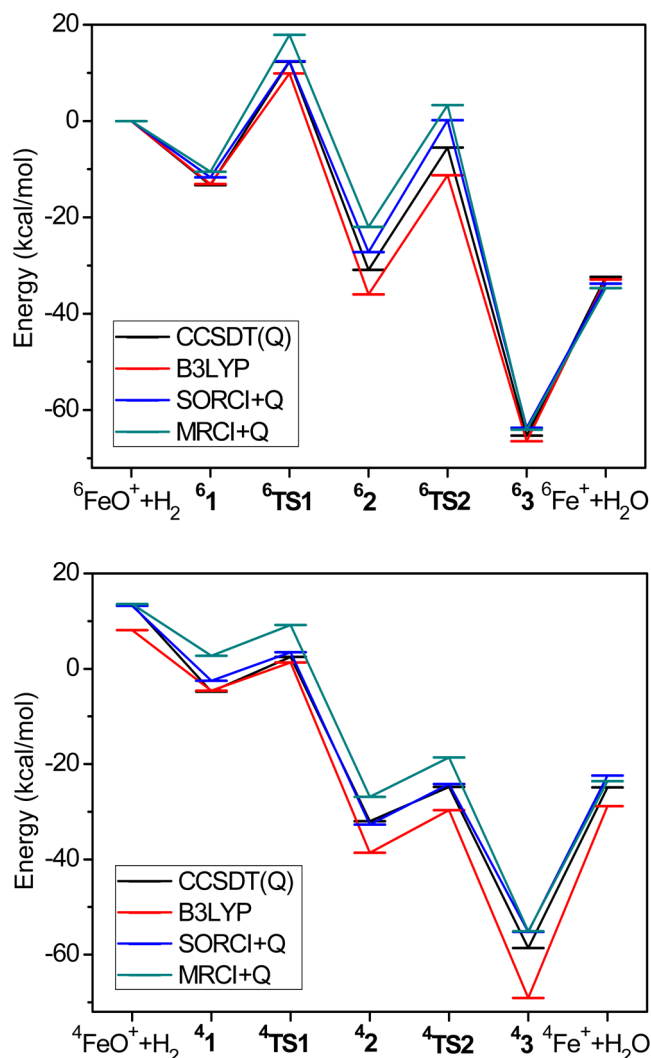 20
0
-20
-40
-60
Energy (kcal/mol)
CCSDT(Q)
B3LYP
SORCI+Q
MRCI+Q
⁶FeO⁺+H₂ ⁶1 ⁶TS1 ⁶2 ⁶TS2 ⁶3 ⁶Fe⁺+H₂O
20
0
-20
-40
-60
Energy (kcal/mol)
CCSDT(Q)
B3LYP
SORCI+Q
MRCI+Q
⁴FeO⁺+H₂ ⁴1 ⁴TS1 ⁴2 ⁴TS2 ⁴3 ⁴Fe⁺+H₂O